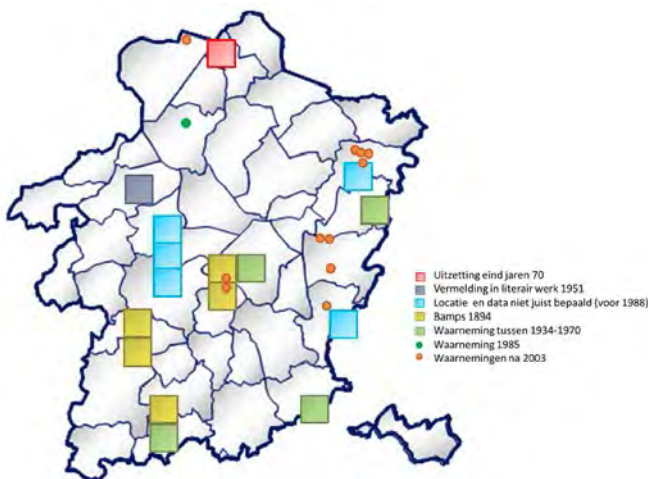 Uitzetting eind jaren 70
Vermelding in literair werk 1951
Locatie en data niet juist bepaald (voor 1988)
Bamps 1894
Waarneming tussen 1934-1970
Waarneming 1985
Waarnemingen na 2003